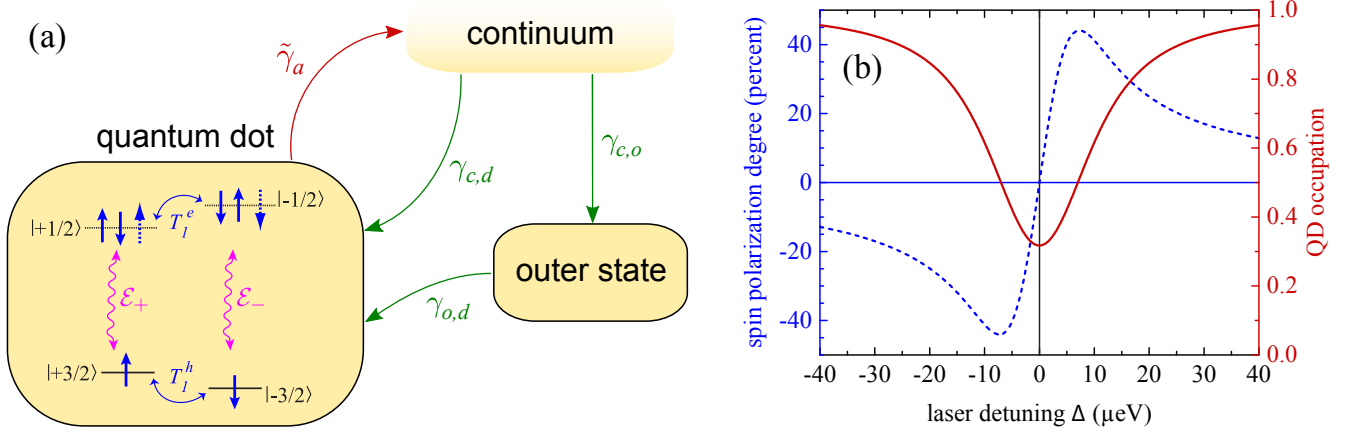 (a)
continuum
γ̃a
quantum dot
γc,d
γc,o
|+1/2⟩
T1e
|-1/2⟩
outer state
ℰ+
ℰ−
γo,d
|+3/2⟩
T1h
|-3/2⟩
(b)
spin polarization degree (percent)
40
20
0
-20
-40
-40 -30 -20 -10 0 10 20 30 40
laser detuning Δ (µeV)
1.0
0.8
0.6
0.4
0.2
0.0
QD occupation